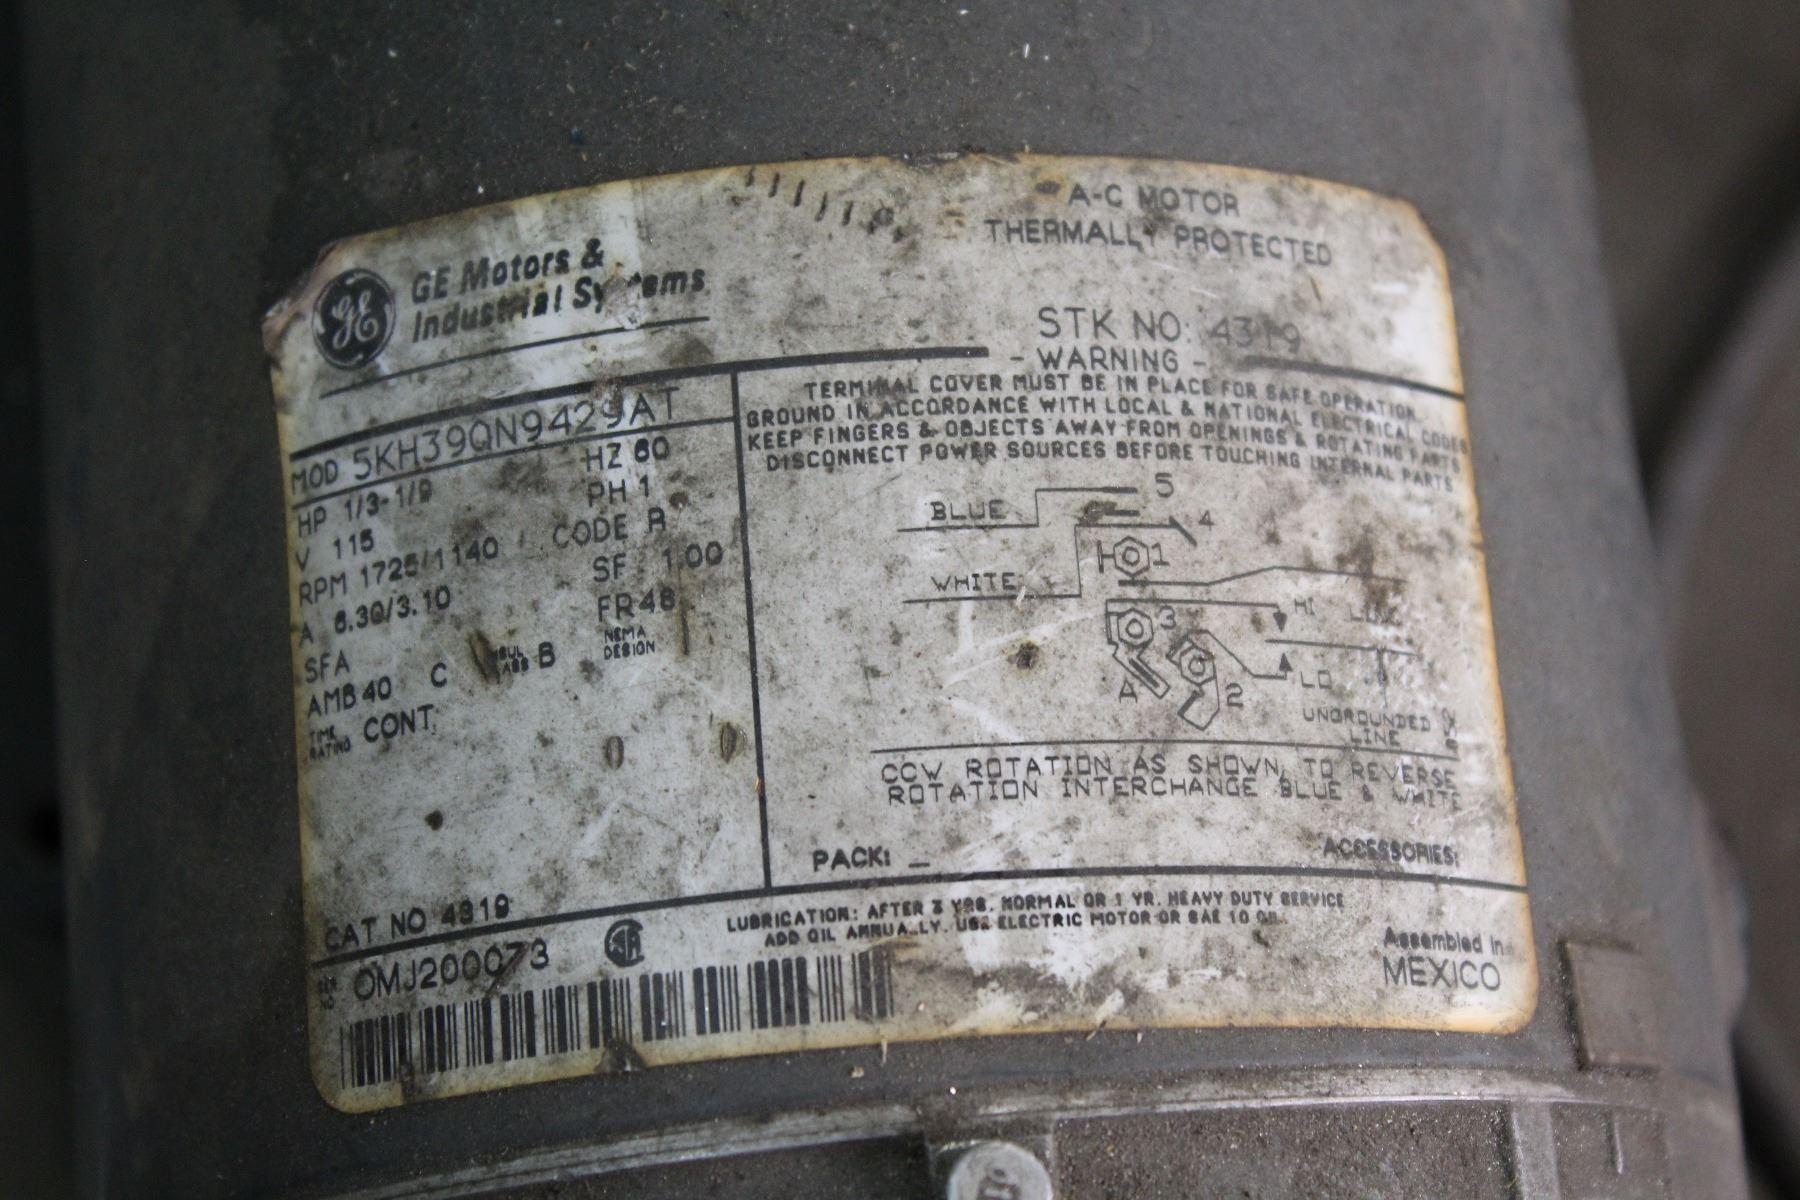 GE
GE Motors &
Industrial Systems
A-C MOTOR
THERMALLY PROTECTED
STK NO: 4319
- WARNING -
TERMINAL COVER MUST BE IN PLACE FOR SAFE OPERATION.
GROUND IN ACCORDANCE WITH LOCAL & NATIONAL ELECTRICAL CODES
KEEP FINGERS & OBJECTS AWAY FROM OPENINGS & ROTATING PARTS
DISCONNECT POWER SOURCES BEFORE TOUCHING INTERNAL PARTS
MOD 5KH39QN9429AT
HP 1/3-1/9 HZ 60
V 115 PH 1
RPM 1725/1140 CODE R
A 6.30/3.10 SF 1.00
SFA FR 48
AMB 40 C INSUL CLASS B NEMA DESIGN
TIME RATING CONT
BLUE 5
4
1
WHITE
3 HI
A 2 LO
UNGROUNDED
LINE
CCW ROTATION AS SHOWN, TO REVERSE
ROTATION INTERCHANGE BLUE & WHITE
PACK: ACCESSORIES:
CAT NO 4319
LUBRICATION: AFTER 3 YRS. NORMAL OR 1 YR. HEAVY DUTY SERVICE
ADD OIL ANNUALLY. USE ELECTRIC MOTOR OR SAE 10 OIL.
SER NO OMJ200073
Assembled in
MEXICO